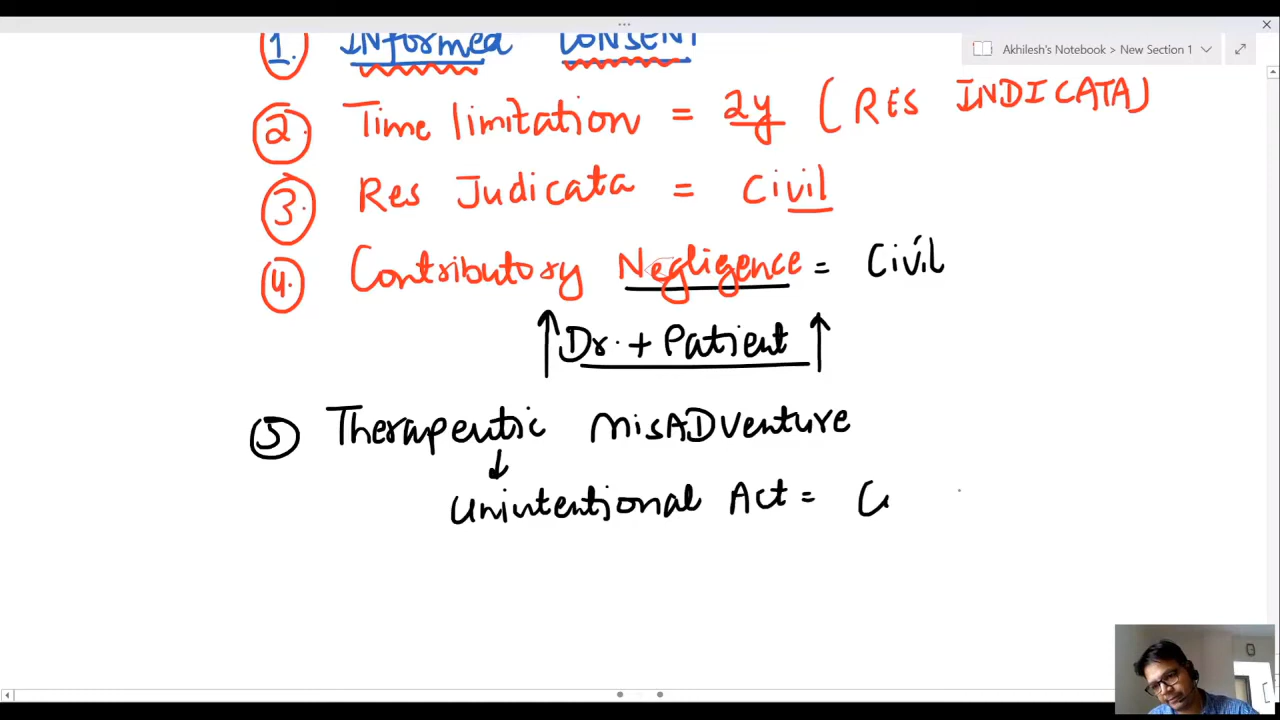 Akhilesh's Notebook > New Section 1
1. INformed CONSENT
2. Time limitation = 2y (RES INDICATA)
3. Res Judicata = Civil
4. Contributory Negligence = Civil
Dr. + Patient
5 Therapeutic MisADVenture
Unintentional Act =